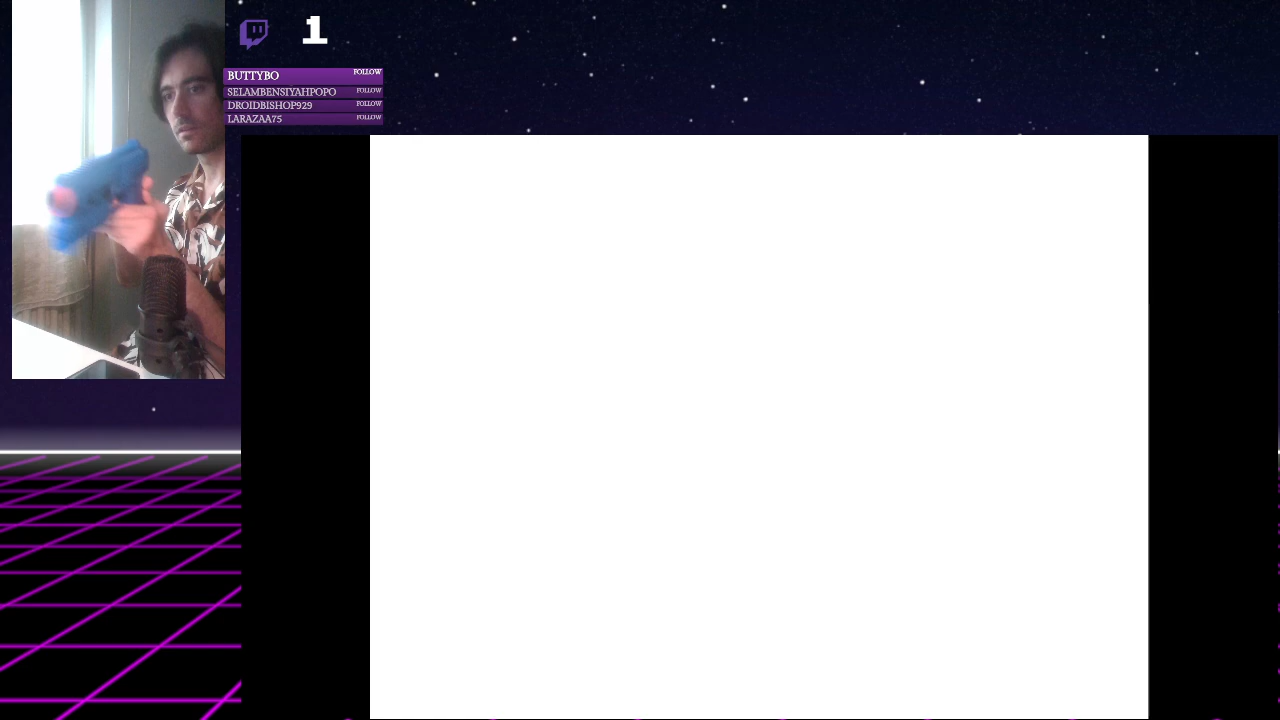 1
BUTTYBO FOLLOW
SELAMBENSIYAHPOPO FOLLOW
DROIDBISHOP929 FOLLOW
LARAZAA75 FOLLOW